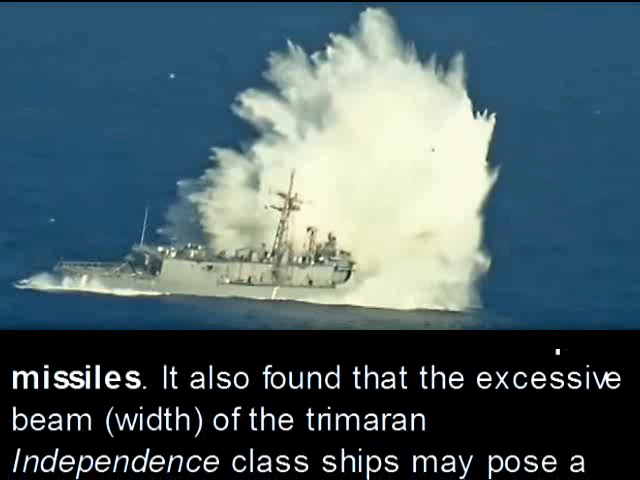 missiles. It also found that the excessive
beam (width) of the trimaran
Independence class ships may pose a